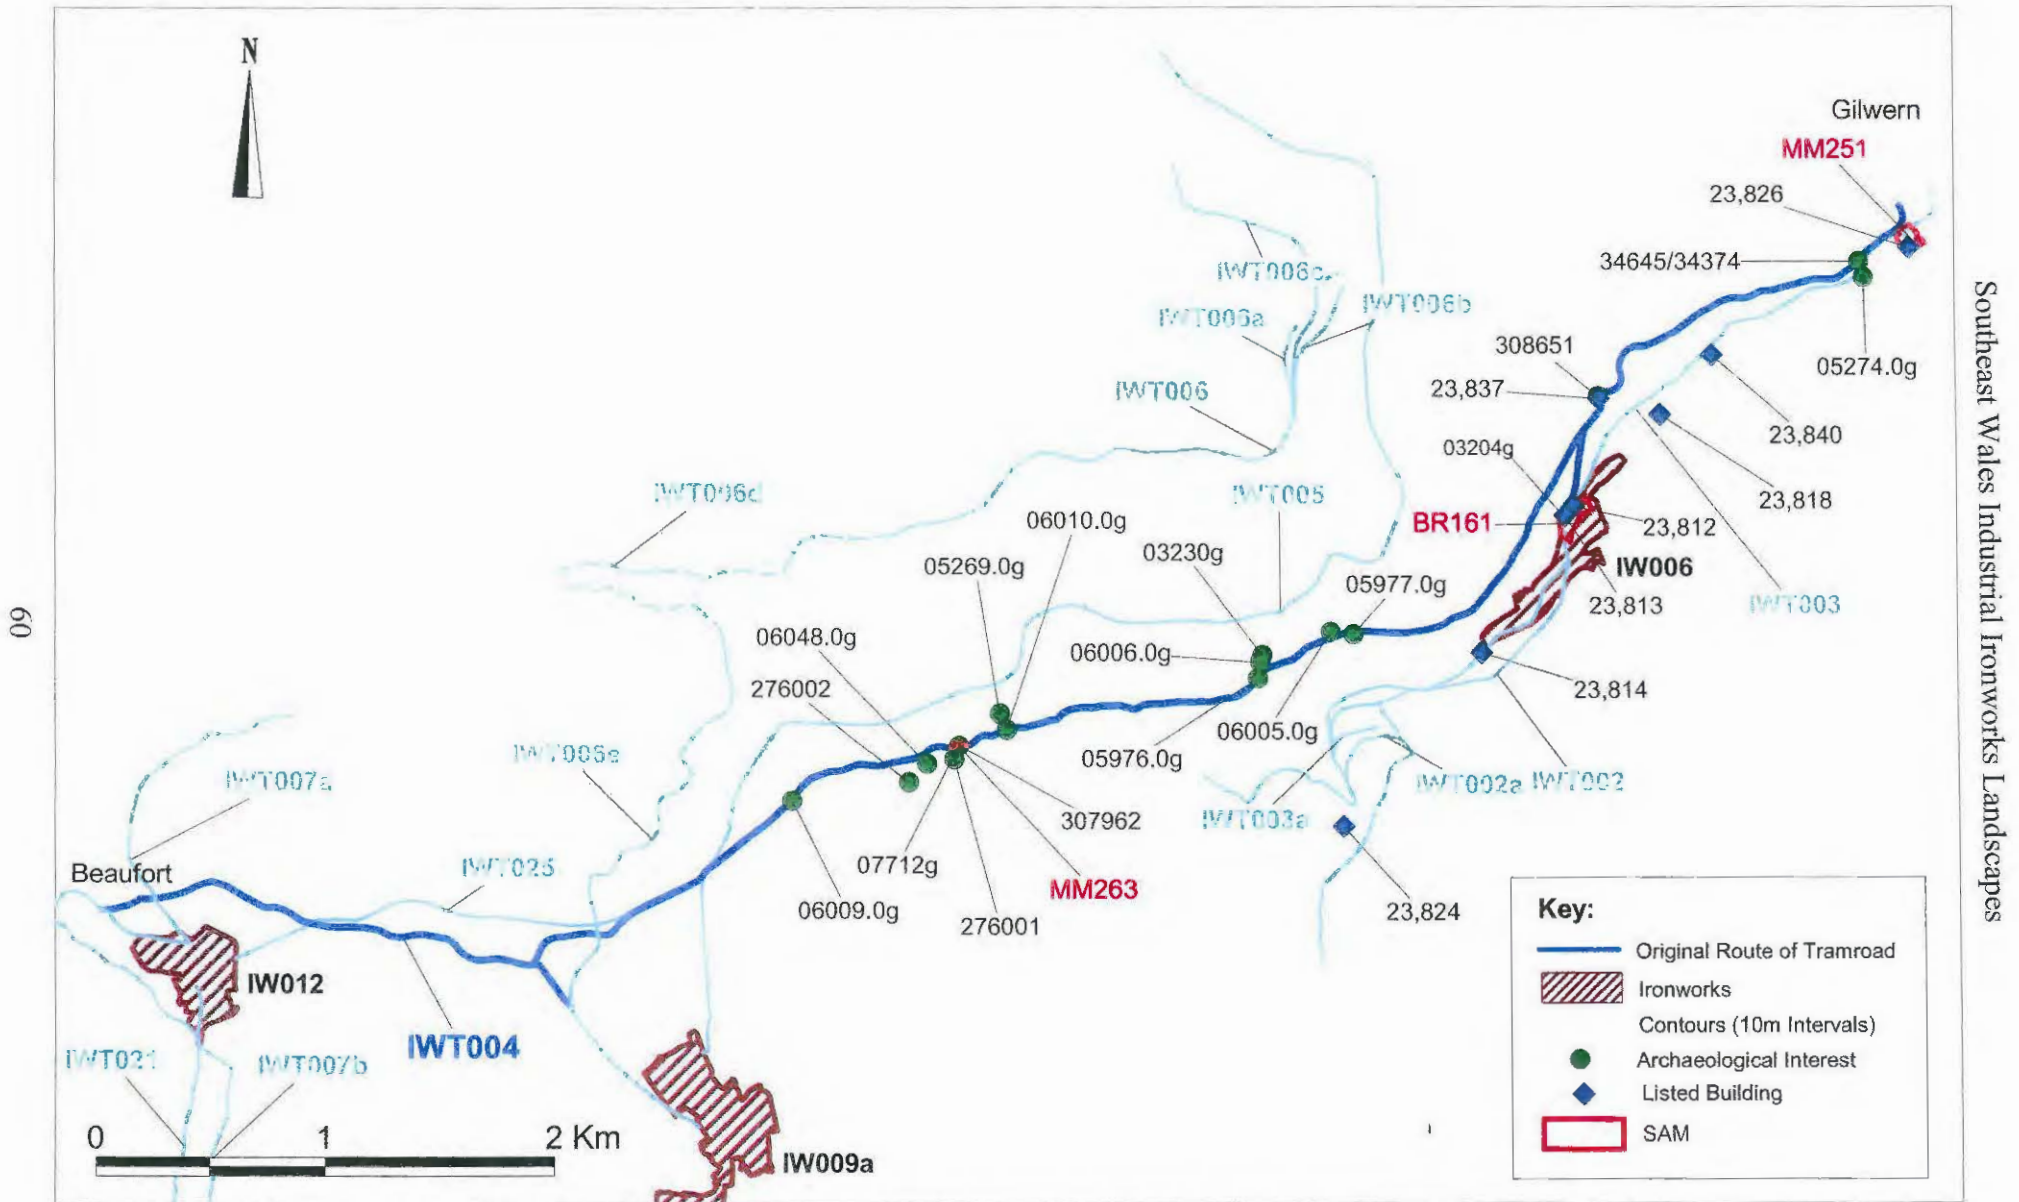 N
Gilwern
MM251
23,826
34645/34374
IWT006c
IWT006a
IWT006b
308651
05274.0g
23,837
IWT006
23,840
03204g
IWT006d
IWT005
23,818
06010.0g
BR161
23,812
03230g
05269.0g
IW006
05977.0g
23,813
IWT003
06048.0g
06006.0g
276002
23,814
06005.0g
05976.0g
IWT007a
IWT002a
IWT002
307962
IWT003a
07712g
Beaufort
IWT025
MM263
06009.0g
276001
23,824
IW012
IWT004
IWT021
IWT007b
0
1
2 Km
IW009a
Key:
Original Route of Tramroad
Ironworks
Contours (10m Intervals)
Archaeological Interest
Listed Building
SAM
60
Southeast Wales Industrial Ironworks Landscapes